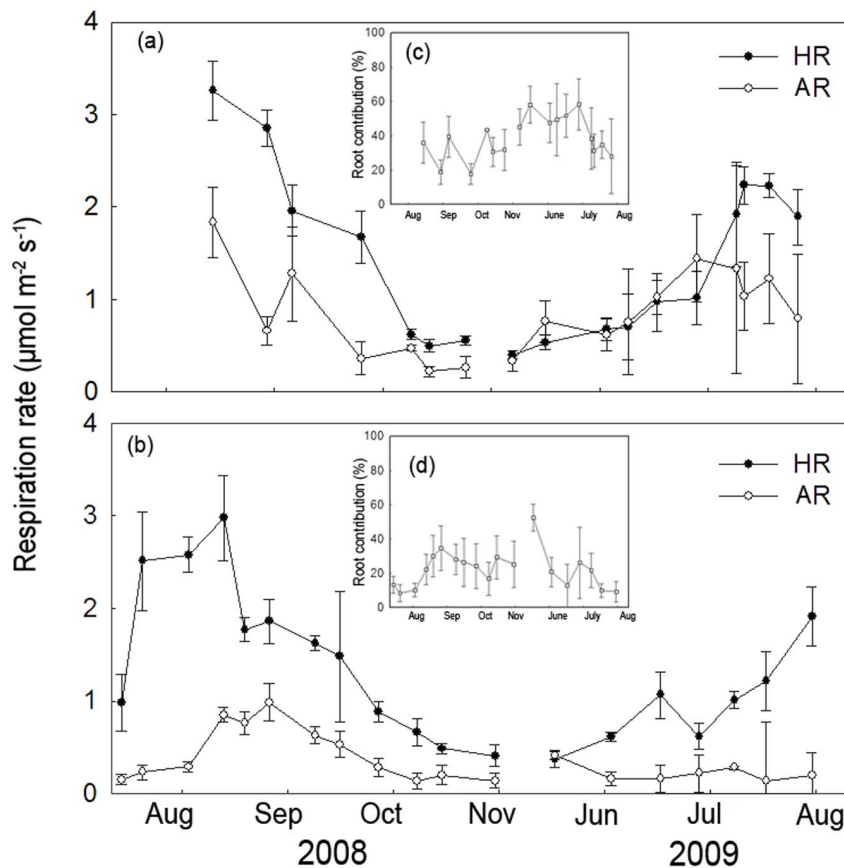 Respiration rate (µmol m⁻² s⁻¹)
4
3
2
1
0
(a)
HR
AR
(c)
Root contribution (%)
100
80
60
40
20
0
Aug Sep Oct Nov June July Aug
4
3
2
1
0
(b)
HR
AR
(d)
Root contribution (%)
100
80
60
40
20
0
Aug Sep Oct Nov June July Aug
Aug Sep Oct Nov Jun Jul Aug
2008 2009